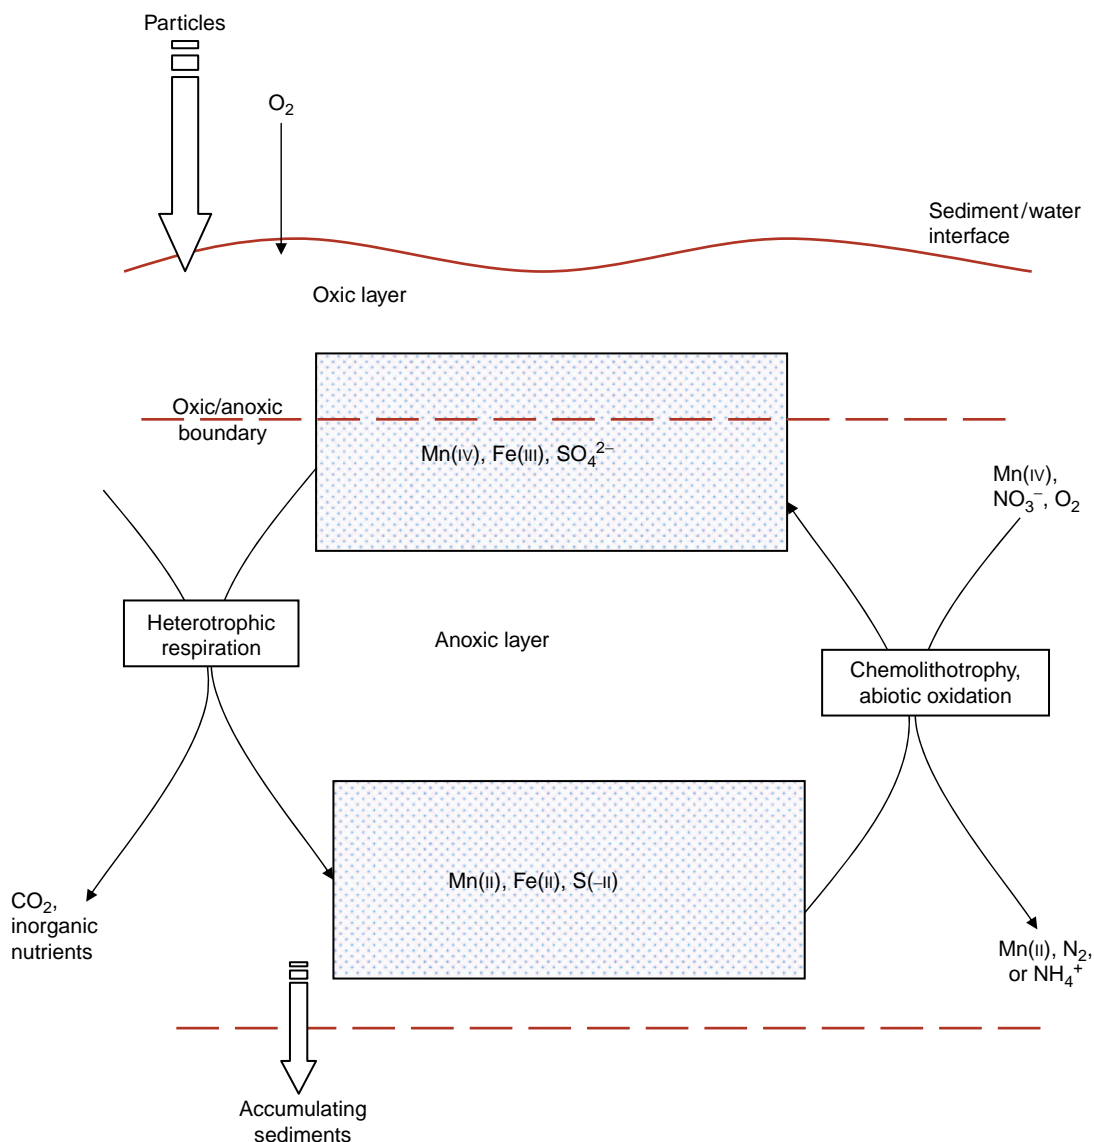 Particles
O₂
Sediment/water
interface
Oxic layer
Oxic/anoxic
boundary
Mn(IV), Fe(III), SO₄²⁻
Mn(IV),
NO₃⁻, O₂
Heterotrophic
respiration
Anoxic layer
Chemolithotrophy,
abiotic oxidation
Mn(II), Fe(II), S(–II)
CO₂,
inorganic
nutrients
Mn(II), N₂,
or NH₄⁺
Accumulating
sediments